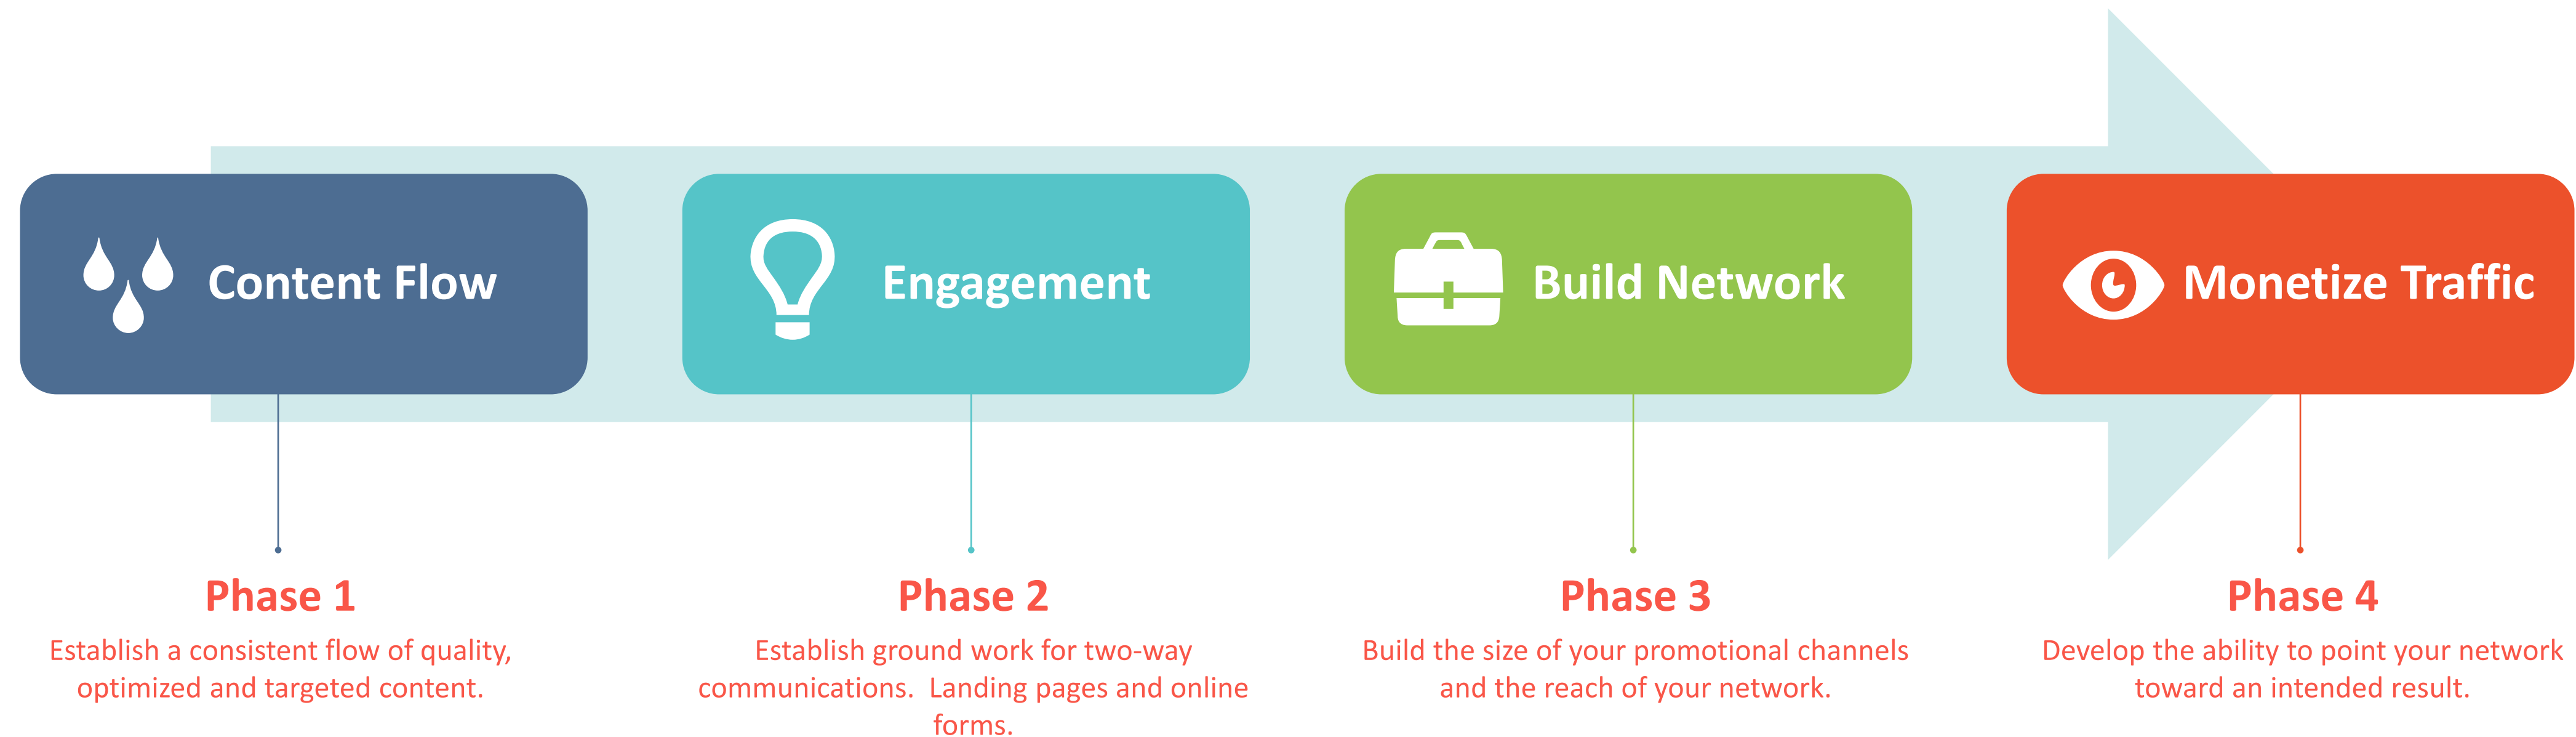 Content Flow
Engagement
Build Network
Monetize Traffic
Phase 1
Establish a consistent flow of quality,
optimized and targeted content.
Phase 2
Establish ground work for two-way
communications.  Landing pages and online
forms.
Phase 3
Build the size of your promotional channels
and the reach of your network.
Phase 4
Develop the ability to point your network
toward an intended result.